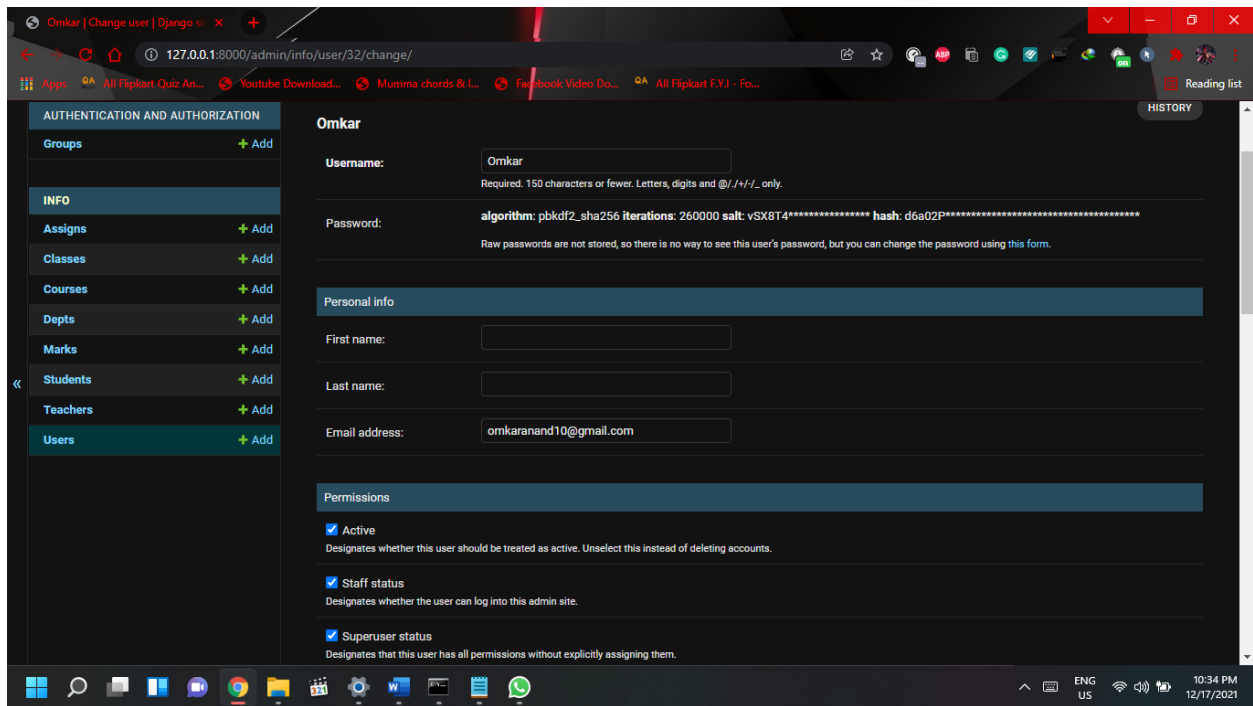 Omkar | Change user | Django si
127.0.0.1:8000/admin/info/user/32/change/
Apps
QA All Flipkart Quiz An...
Youtube Download...
Mumma chords & l...
Facebook Video Do...
QA All Flipkart F.Y.I - Fo...
Reading list
AUTHENTICATION AND AUTHORIZATION
Groups + Add
INFO
Assigns + Add
Classes + Add
Courses + Add
Depts + Add
Marks + Add
Students + Add
Teachers + Add
Users + Add
«
HISTORY
Omkar
Username: Omkar
Required. 150 characters or fewer. Letters, digits and @/./+/-/_ only.
Password: algorithm: pbkdf2_sha256 iterations: 260000 salt: vSX8T4**************** hash: d6a02P**************************************
Raw passwords are not stored, so there is no way to see this user's password, but you can change the password using this form.
Personal info
First name:
Last name:
Email address: omkaranand10@gmail.com
Permissions
Active
Designates whether this user should be treated as active. Unselect this instead of deleting accounts.
Staff status
Designates whether the user can log into this admin site.
Superuser status
Designates that this user has all permissions without explicitly assigning them.
ENG
US
10:34 PM
12/17/2021